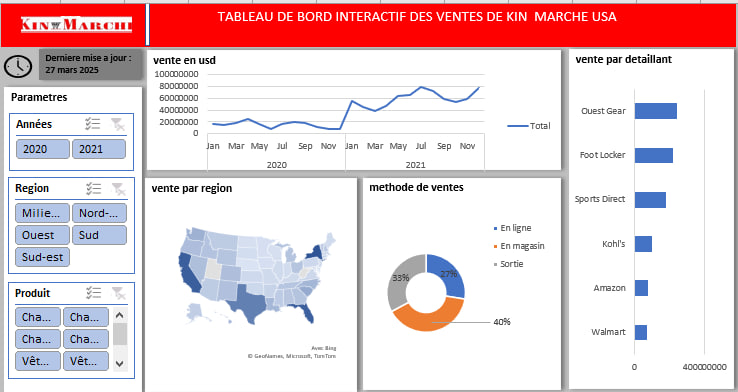 KIN MARCHE
TABLEAU DE BORD INTERACTIF DES VENTES DE KIN MARCHE USA
Derniere mise a jour :
27 mars 2025
Parametres
Années
2020 2021
Region
Milie... Nord-...
Ouest Sud
Sud-est
Produit
Cha... Cha...
Cha... Cha...
Vêt... Vêt...
vente en usd
100000000
80000000
60000000
40000000
20000000
0
Jan Mar May Jul Sep Nov Jan Mar May Jul Sep Nov
2020 2021
Total
vente par region
Avec Bing
© GeoNames, Microsoft, TomTom
methode de ventes
En ligne
En magasin
Sortie
27%
33%
40%
vente par detaillant
Ouest Gear
Foot Locker
Sports Direct
Kohl's
Amazon
Walmart
0 400000000